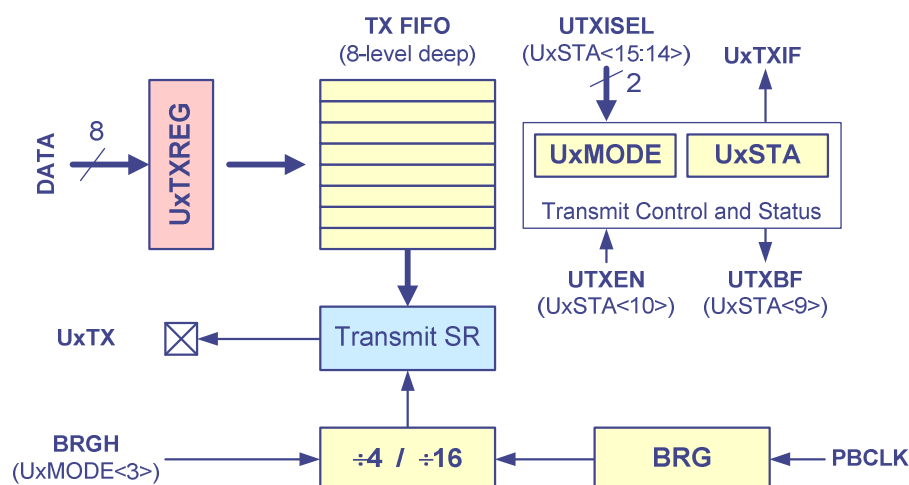 TX FIFO
(8-level deep)
UTXISEL
(UxSTA<15:14>)
UxTXIF
2
DATA
8
UxTXREG
UxMODE
UxSTA
Transmit Control and Status
UTXEN
(UxSTA<10>)
UTXBF
(UxSTA<9>)
UxTX
Transmit SR
BRGH
(UxMODE<3>)
÷4 / ÷16
BRG
PBCLK